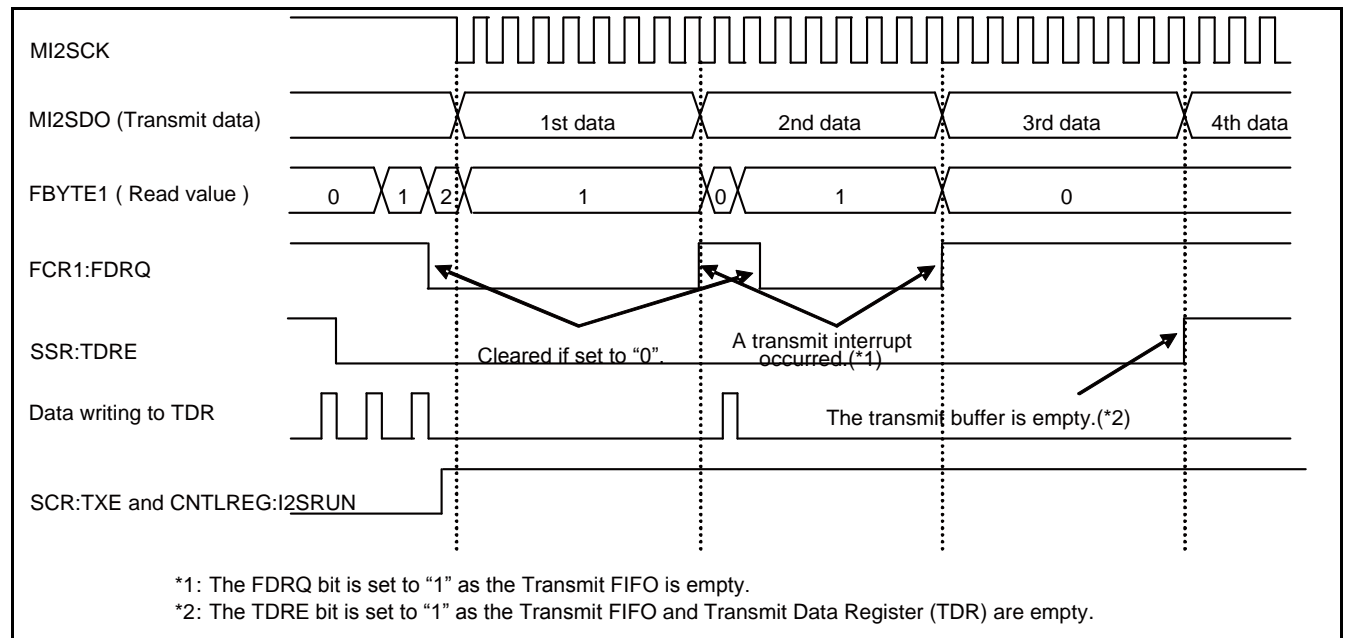 MI2SCK
MI2SDO (Transmit data)
1st data
2nd data
3rd data
4th data
FBYTE1 ( Read value )
0
1
2
1
0
1
0
FCR1:FDRQ
SSR:TDRE
Cleared if set to “0”.
A transmit interrupt
occurred.(*1)
Data writing to TDR
The transmit buffer is empty.(*2)
SCR:TXE and CNTLREG:I2SRUN
*1: The FDRQ bit is set to “1” as the Transmit FIFO is empty.
*2: The TDRE bit is set to “1” as the Transmit FIFO and Transmit Data Register (TDR) are empty.